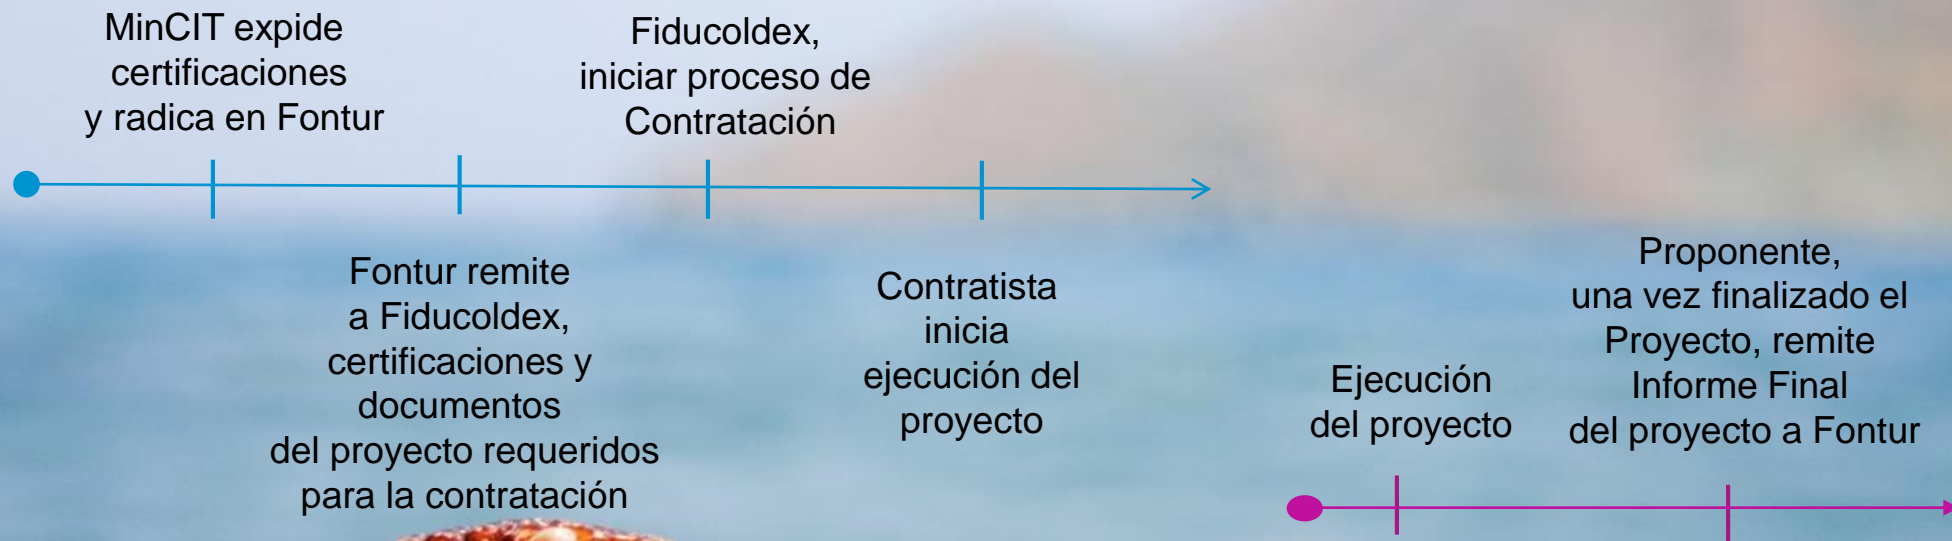 MinCIT expide
certificaciones
y radica en Fontur
Fiducoldex,
iniciar proceso de
Contratación
Fontur remite
a Fiducoldex,
certificaciones y
documentos
del proyecto requeridos
para la contratación
Contratista
inicia
ejecución del
proyecto
Ejecución
del proyecto
Proponente,
una vez finalizado el
Proyecto, remite
Informe Final
del proyecto a Fontur